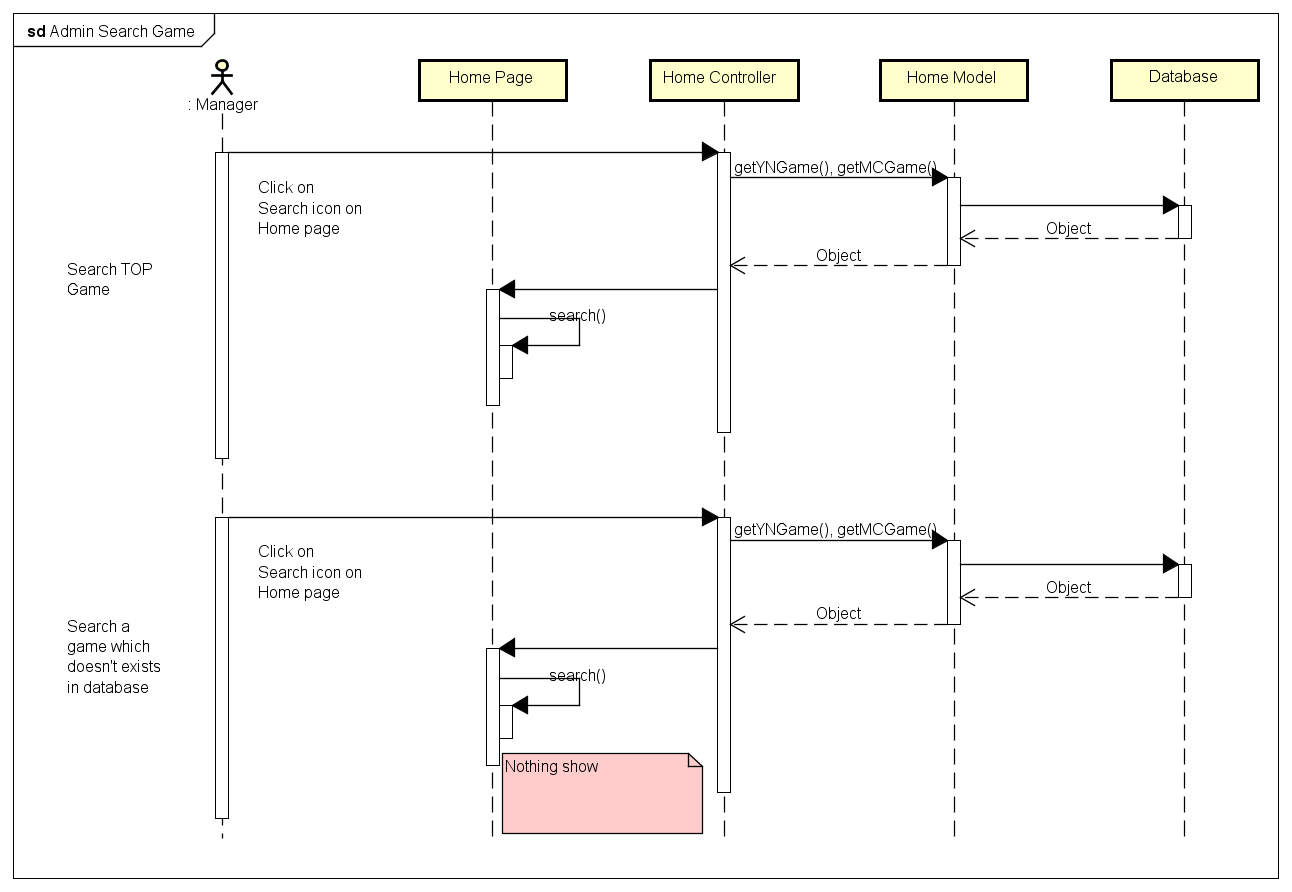 sd Admin Search Game
: Manager
Home Page
Home Controller
Home Model
Database
getYNGame(), getMCGame()
Click on
Search icon on
Home page
Object
Object
Search TOP
Game
search()
getYNGame(), getMCGame()
Click on
Search icon on
Home page
Object
Object
Search a
game which
doesn't exists
in database
search()
Nothing show